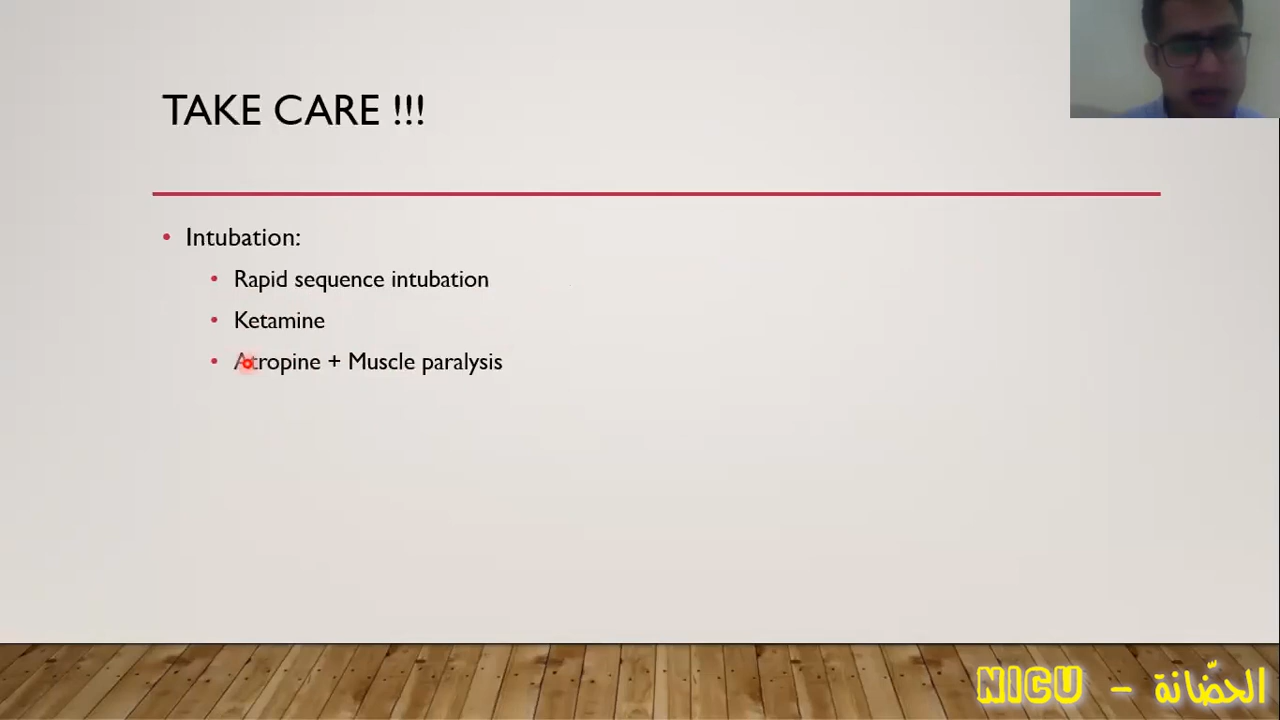 TAKE CARE !!!
• Intubation:
• Rapid sequence intubation
• Ketamine
• Atropine + Muscle paralysis
NICU – الحضّانة